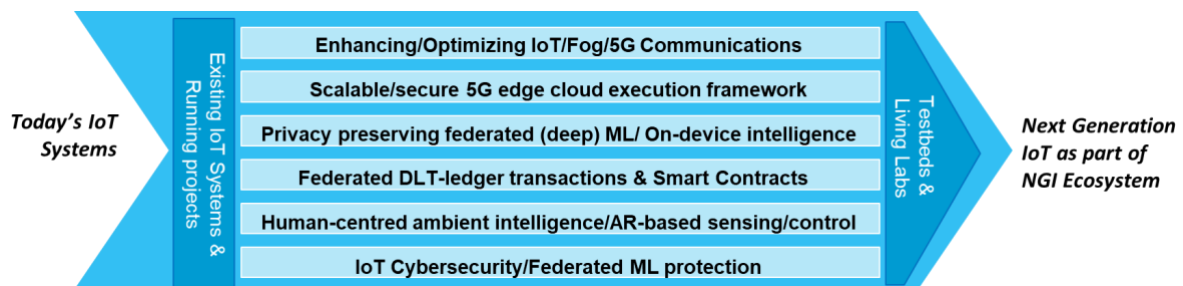 Today's IoT
Systems
Existing IoT Systems &
Running projects
Enhancing/Optimizing IoT/Fog/5G Communications
Scalable/secure 5G edge cloud execution framework
Privacy preserving federated (deep) ML/ On-device intelligence
Federated DLT-ledger transactions & Smart Contracts
Human-centred ambient intelligence/AR-based sensing/control
IoT Cybersecurity/Federated ML protection
Testbeds &
Living Labs
Next Generation
IoT as part of
NGI Ecosystem